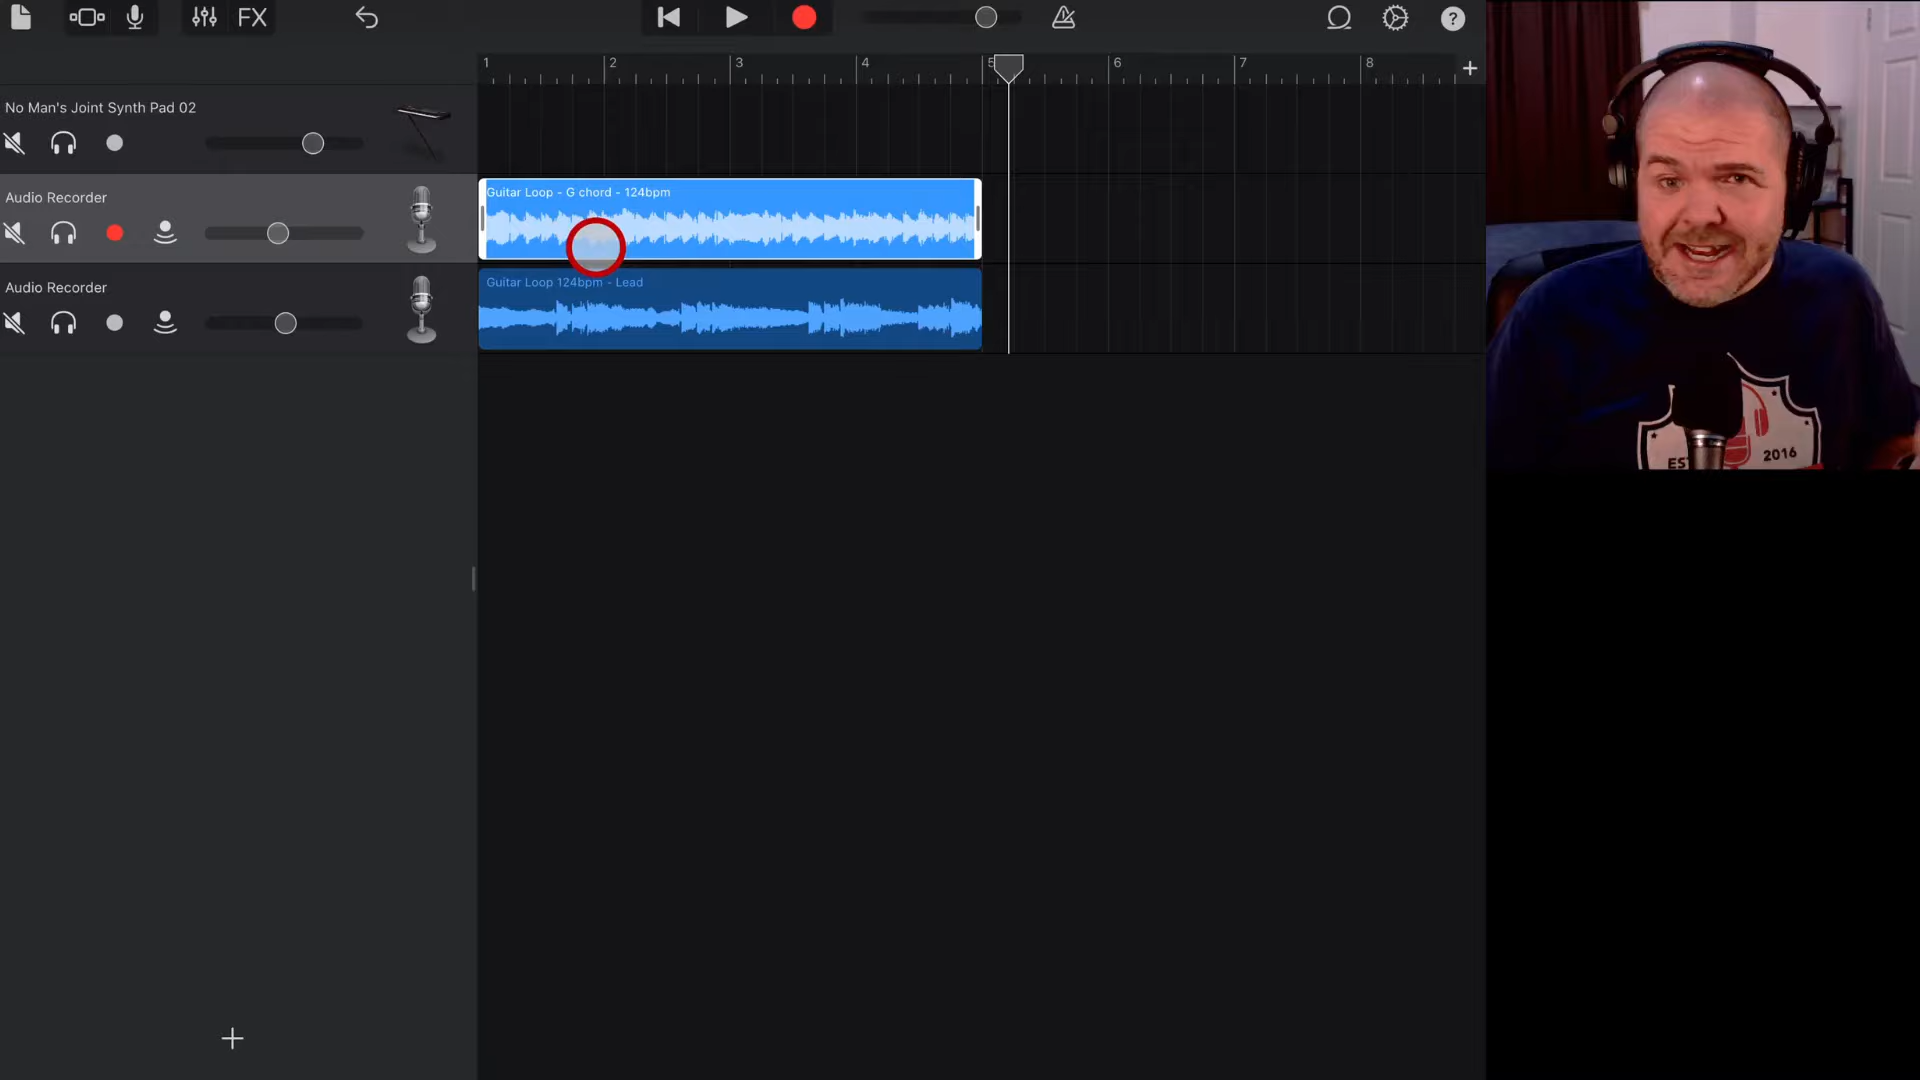 FX
?
1 2 3 4 5 6 7 8
+
No Man's Joint Synth Pad 02
Audio Recorder
Guitar Loop - G chord - 124bpm
Audio Recorder
Guitar Loop 124bpm - Lead
2016
+